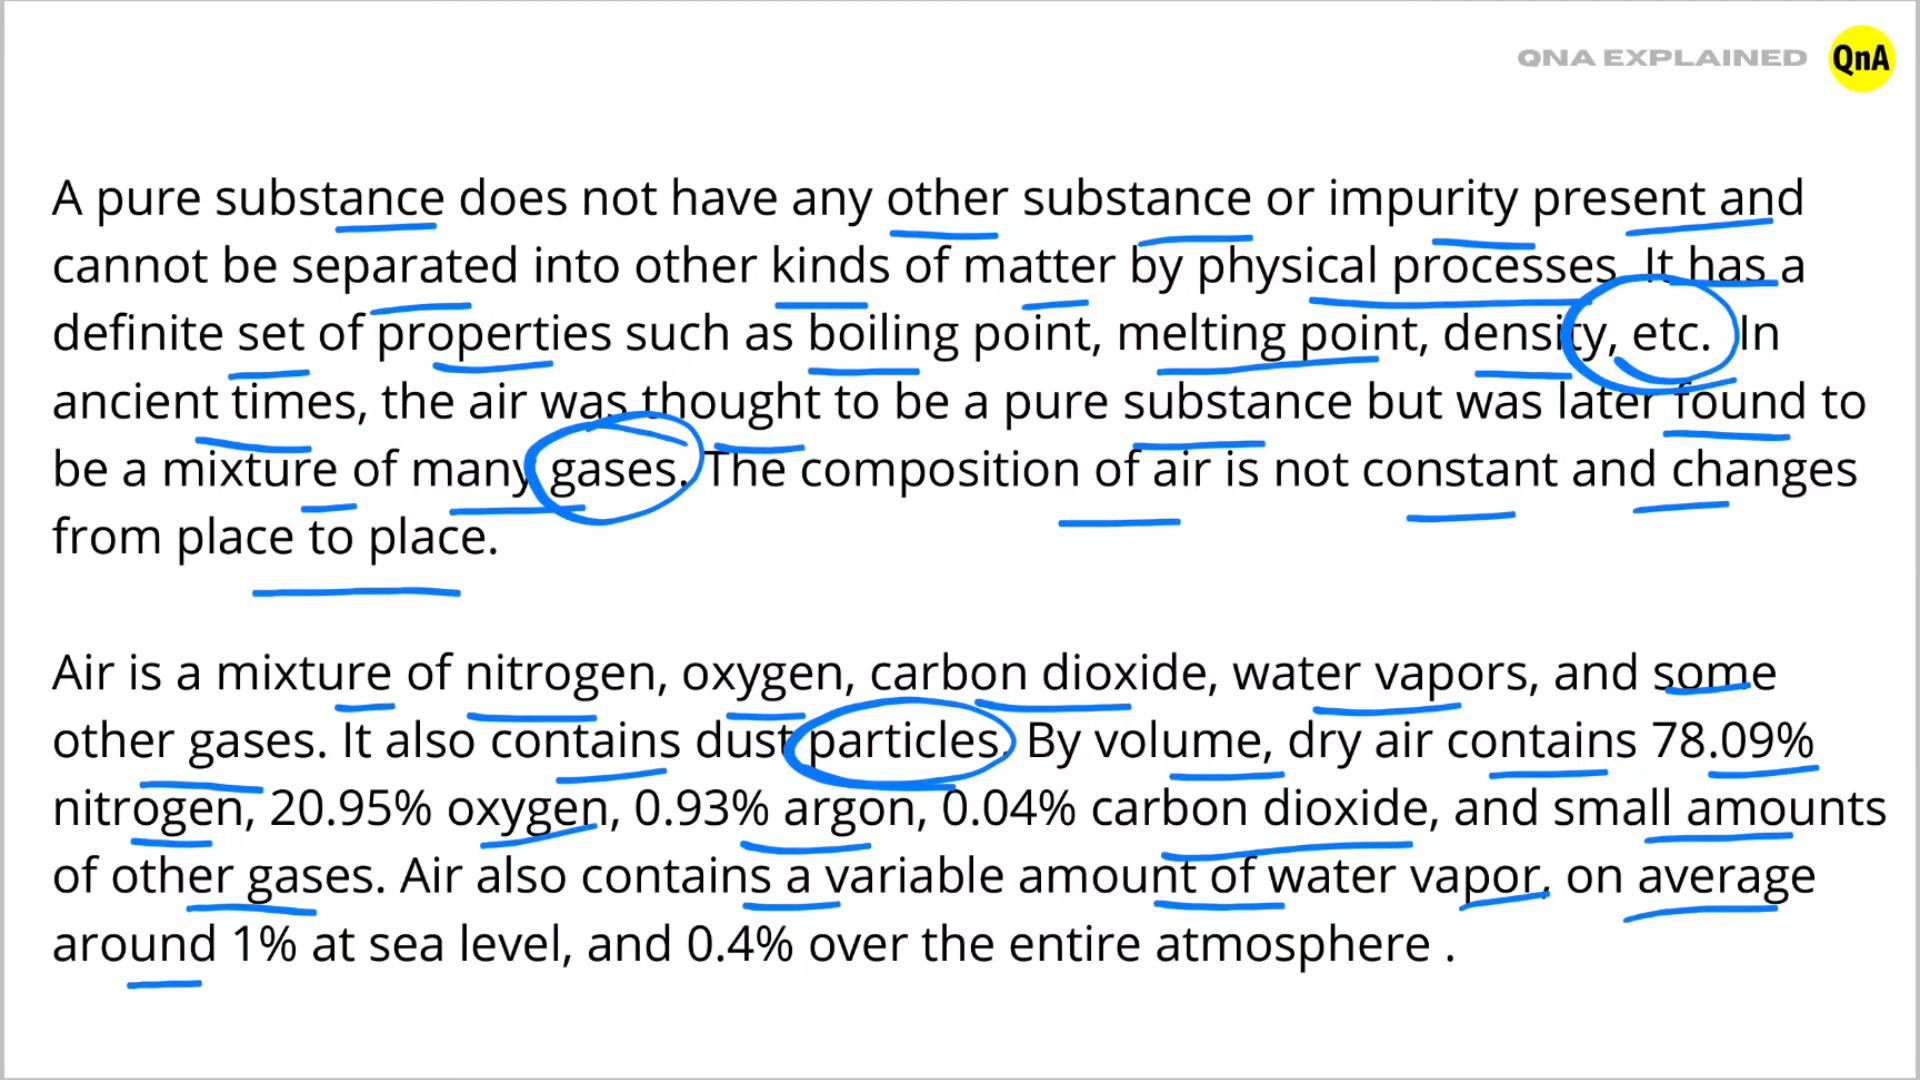 QNA EXPLAINED QnA
A pure substance does not have any other substance or impurity present and
cannot be separated into other kinds of matter by physical processes. It has a
definite set of properties such as boiling point, melting point, density, etc. In
ancient times, the air was thought to be a pure substance but was later found to
be a mixture of many gases. The composition of air is not constant and changes
from place to place.
Air is a mixture of nitrogen, oxygen, carbon dioxide, water vapors, and some
other gases. It also contains dust particles. By volume, dry air contains 78.09%
nitrogen, 20.95% oxygen, 0.93% argon, 0.04% carbon dioxide, and small amounts
of other gases. Air also contains a variable amount of water vapor, on average
around 1% at sea level, and 0.4% over the entire atmosphere .